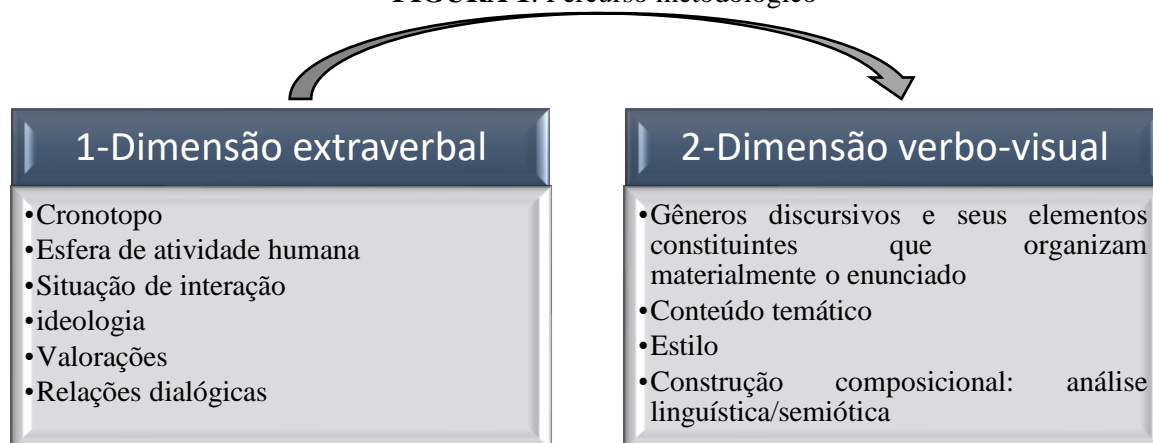 FIGURA 1: Percurso metodológico
1-Dimensão extraverbal
•Cronotopo
•Esfera de atividade humana
•Situação de interação
•ideologia
•Valorações
•Relações dialógicas
2-Dimensão verbo-visual
•Gêneros discursivos e seus elementos
constituintes que organizam
materialmente o enunciado
•Conteúdo temático
•Estilo
•Construção composicional: análise
linguística/semiótica